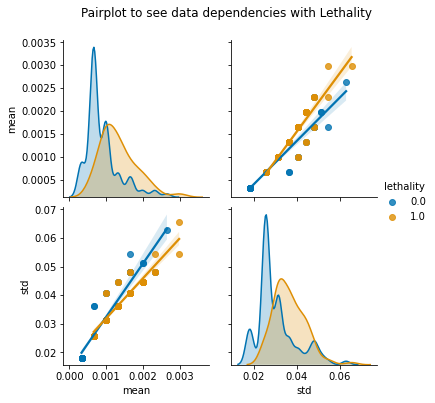 Pairplot to see data dependencies with Lethality
0.0035
0.0030
0.0025
0.0020
0.0015
0.0010
0.0005
mean
lethality
0.0
1.0
0.07
0.06
0.05
0.04
0.03
0.02
std
0.000 0.001 0.002 0.003
mean
0.02 0.04 0.06
std